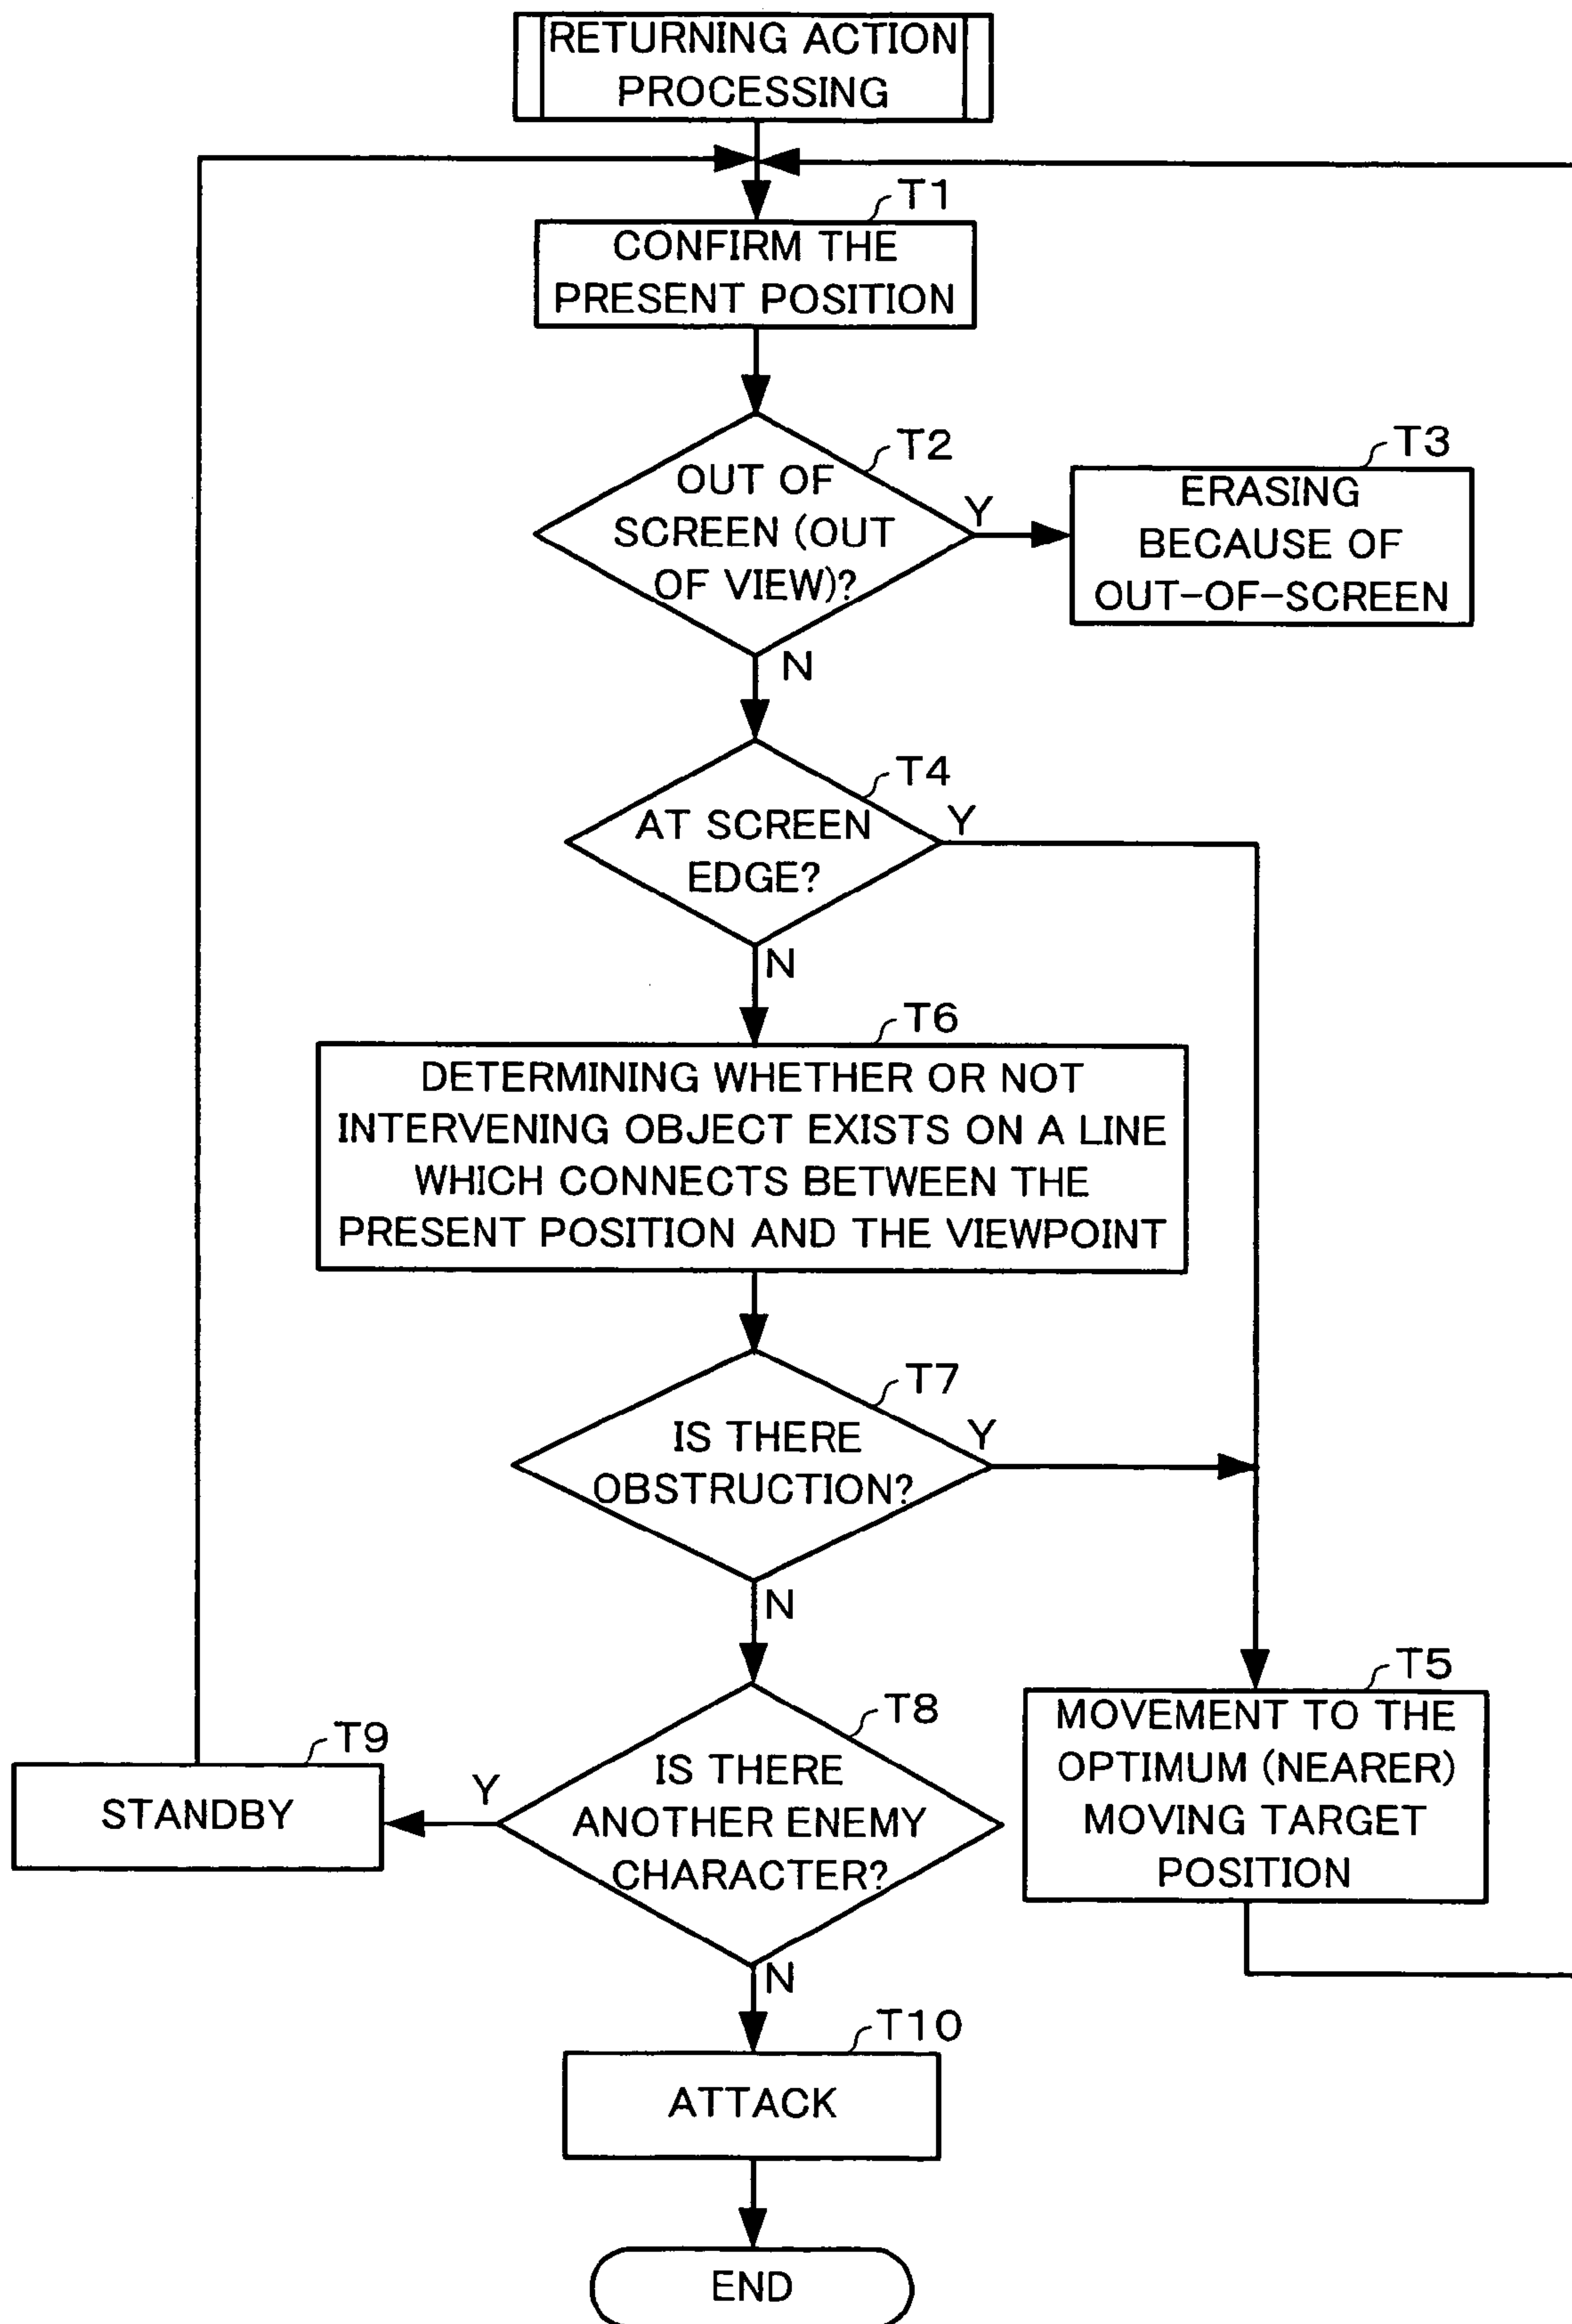 RETURNING ACTION
PROCESSING
T1
CONFIRM THE
PRESENT POSITION
T2
OUT OF
SCREEN (OUT
OF VIEW)?
Y
N
T3
ERASING
BECAUSE OF
OUT-OF-SCREEN
T4
AT SCREEN
EDGE?
Y
N
T6
DETERMINING WHETHER OR NOT
INTERVENING OBJECT EXISTS ON A LINE
WHICH CONNECTS BETWEEN THE
PRESENT POSITION AND THE VIEWPOINT
T7
IS THERE
OBSTRUCTION?
Y
N
T5
MOVEMENT TO THE
OPTIMUM (NEARER)
MOVING TARGET
POSITION
T8
IS THERE
ANOTHER ENEMY
CHARACTER?
Y
N
T9
STANDBY
T10
ATTACK
END